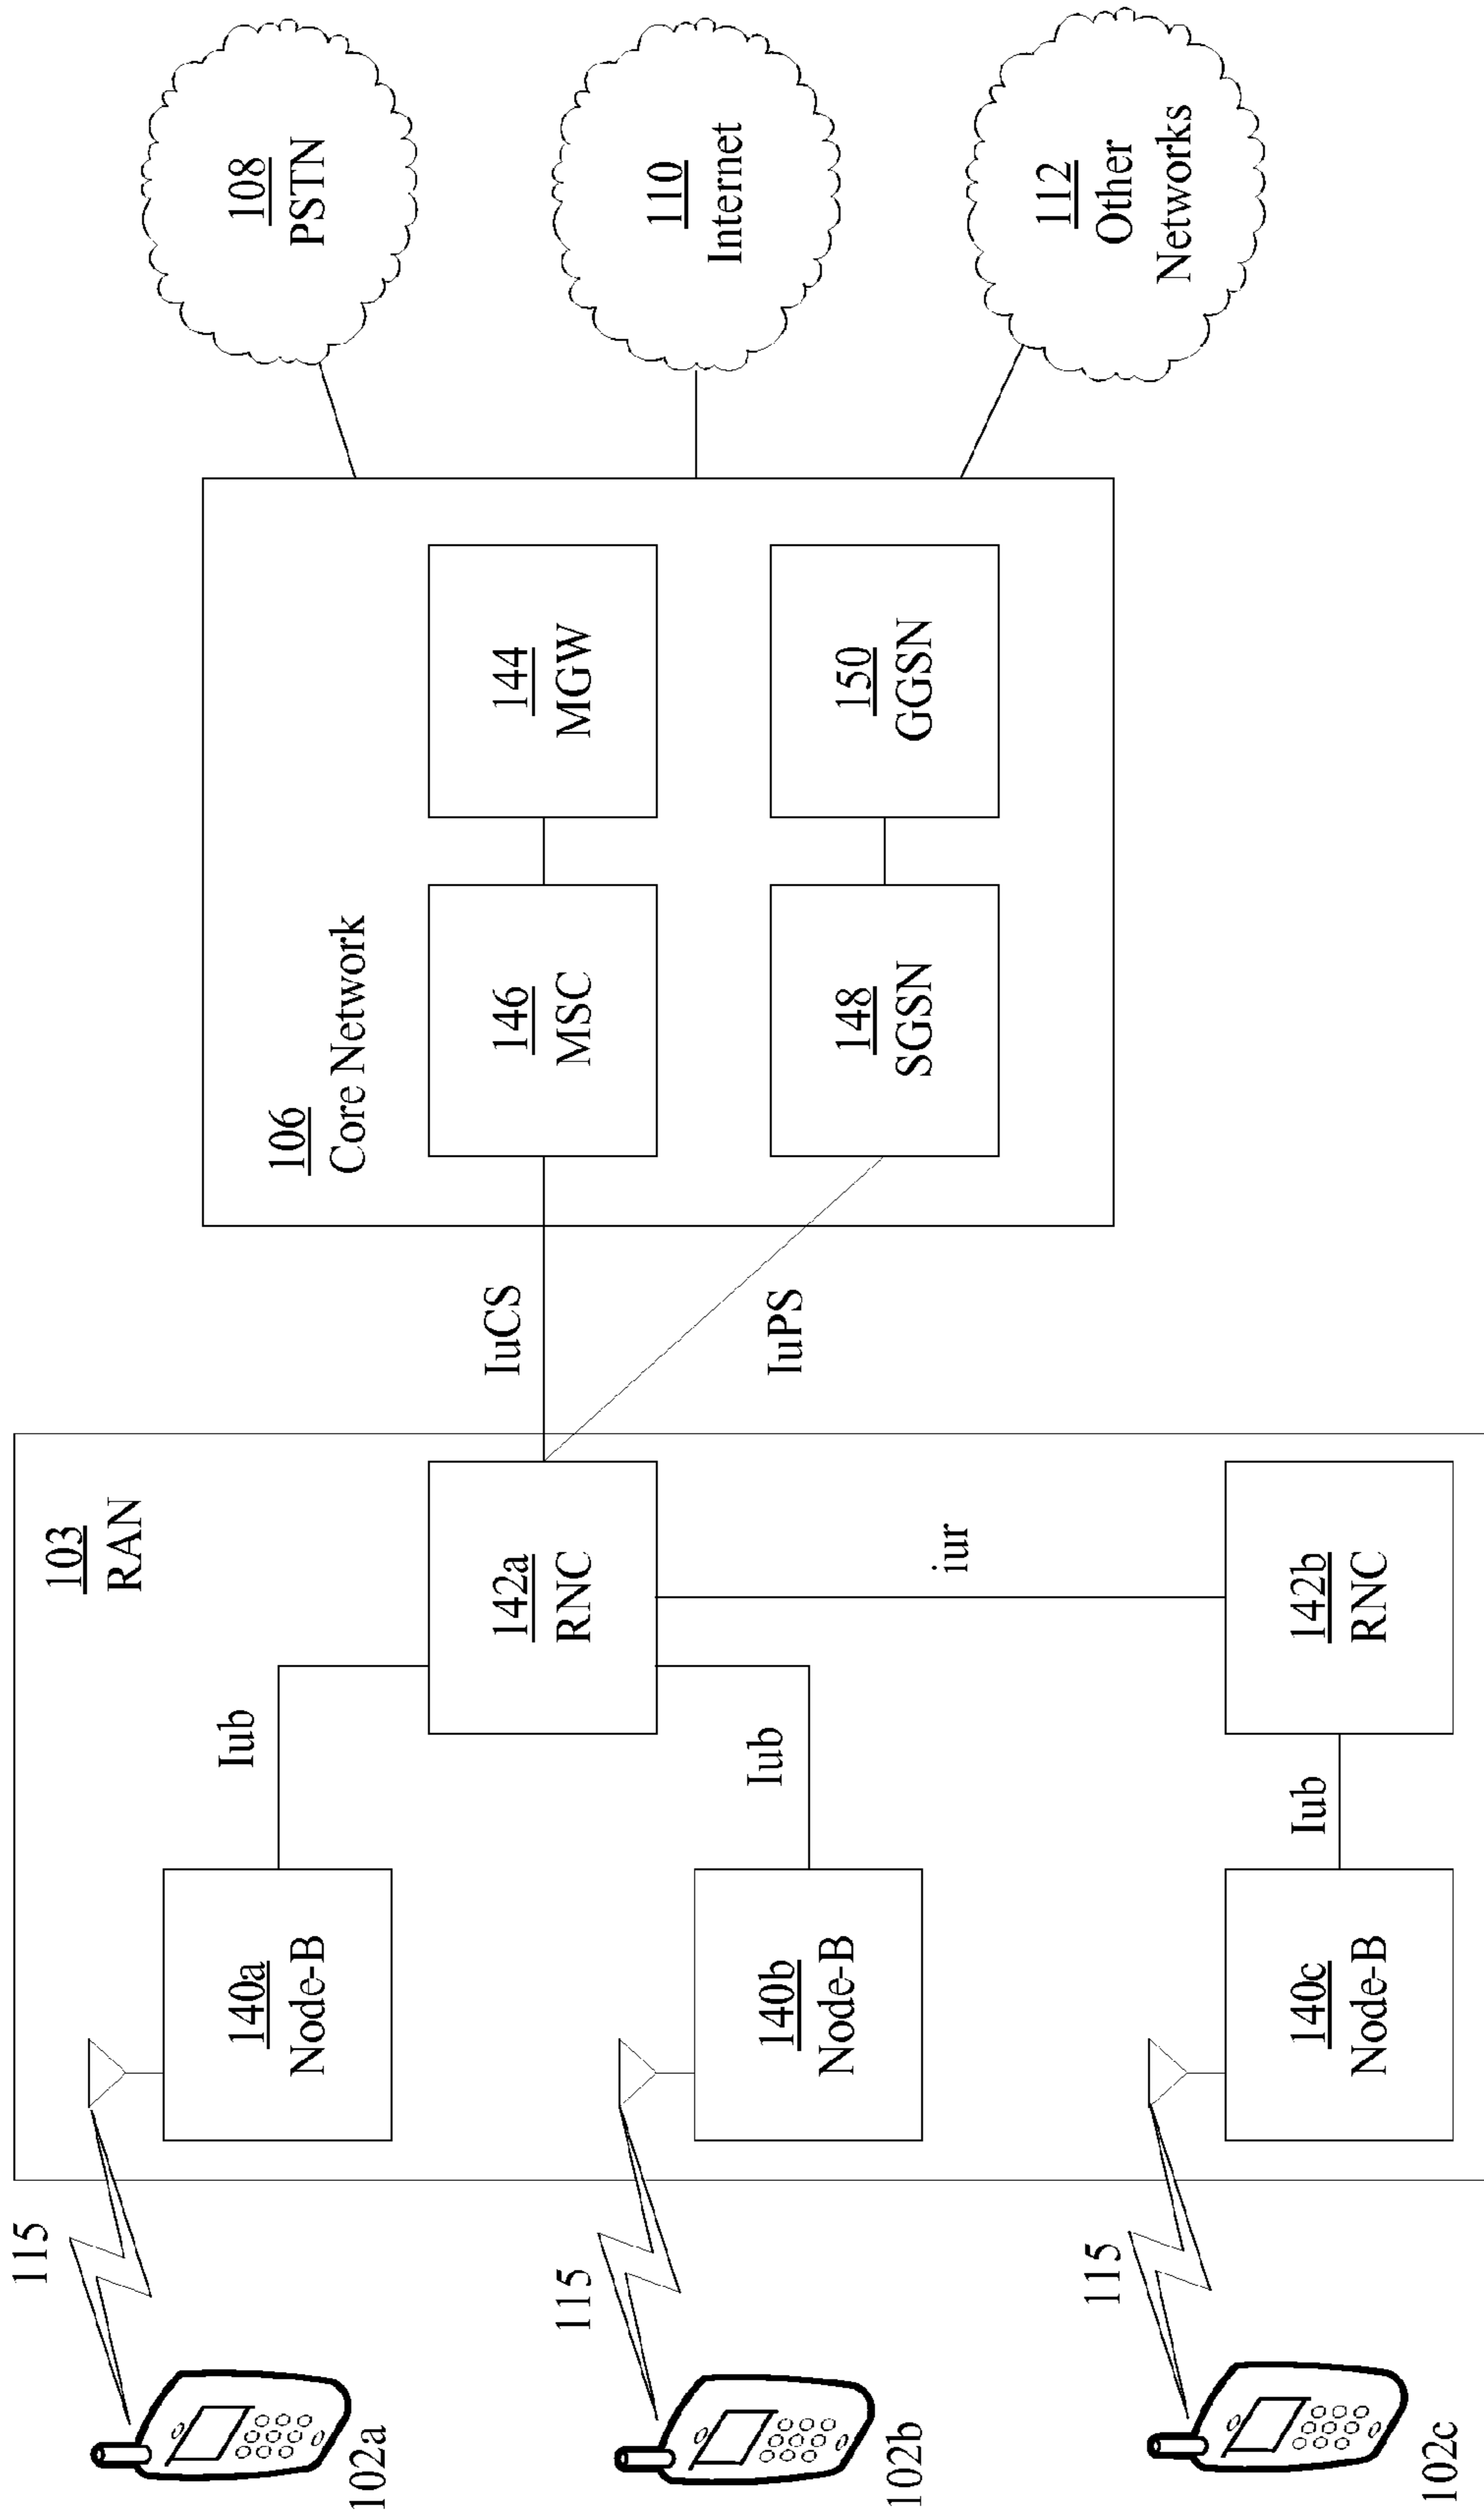 115
102a
140a
Node-B
Iub
103
RAN
115
102b
140b
Node-B
Iub
142a
RNC
IuCS
IuPS
iur
115
102c
140c
Node-B
Iub
142b
RNC
106
Core Network
146
MSC
144
MGW
148
SGSN
150
GGSN
108
PSTN
110
Internet
112
Other
Networks